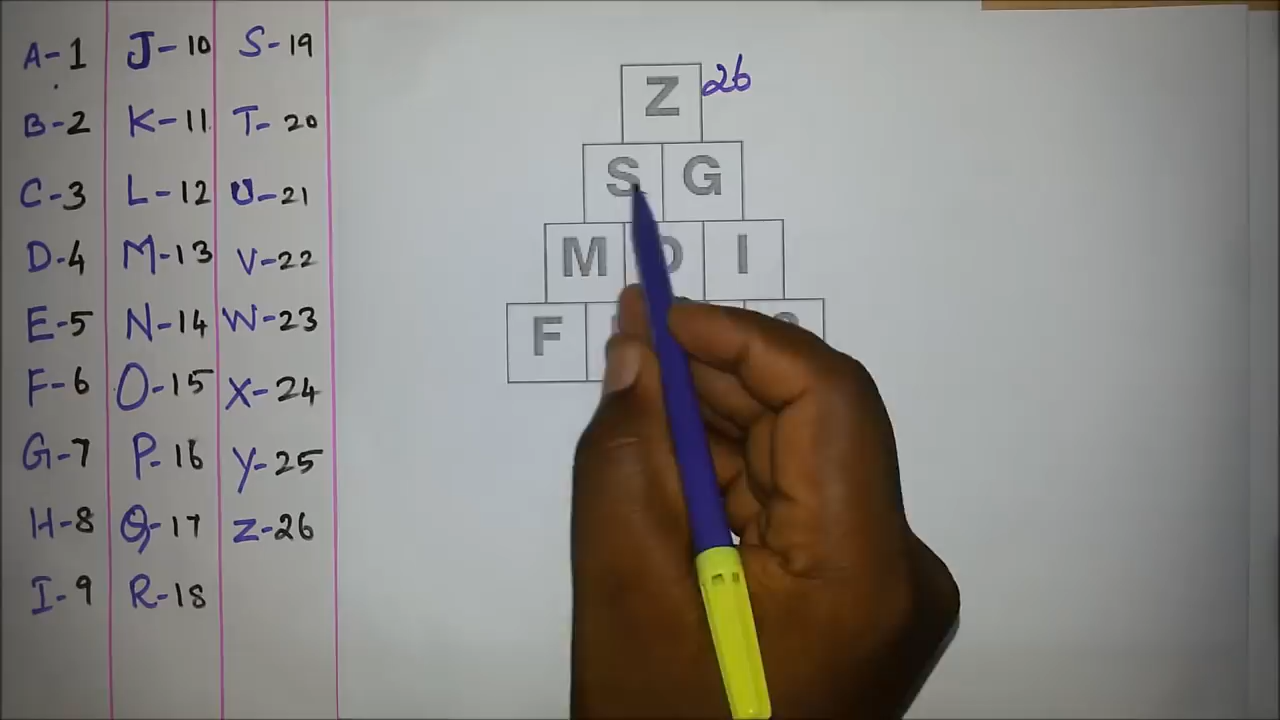 A-1 J-10 S-19
B-2 K-11 T-20
C-3 L-12 U-21
D-4 M-13 V-22
E-5 N-14 W-23
F-6 O-15 X-24
G-7 P-16 Y-25
H-8 Q-17 Z-26
I-9 R-18
Z 26
S G
M I
F